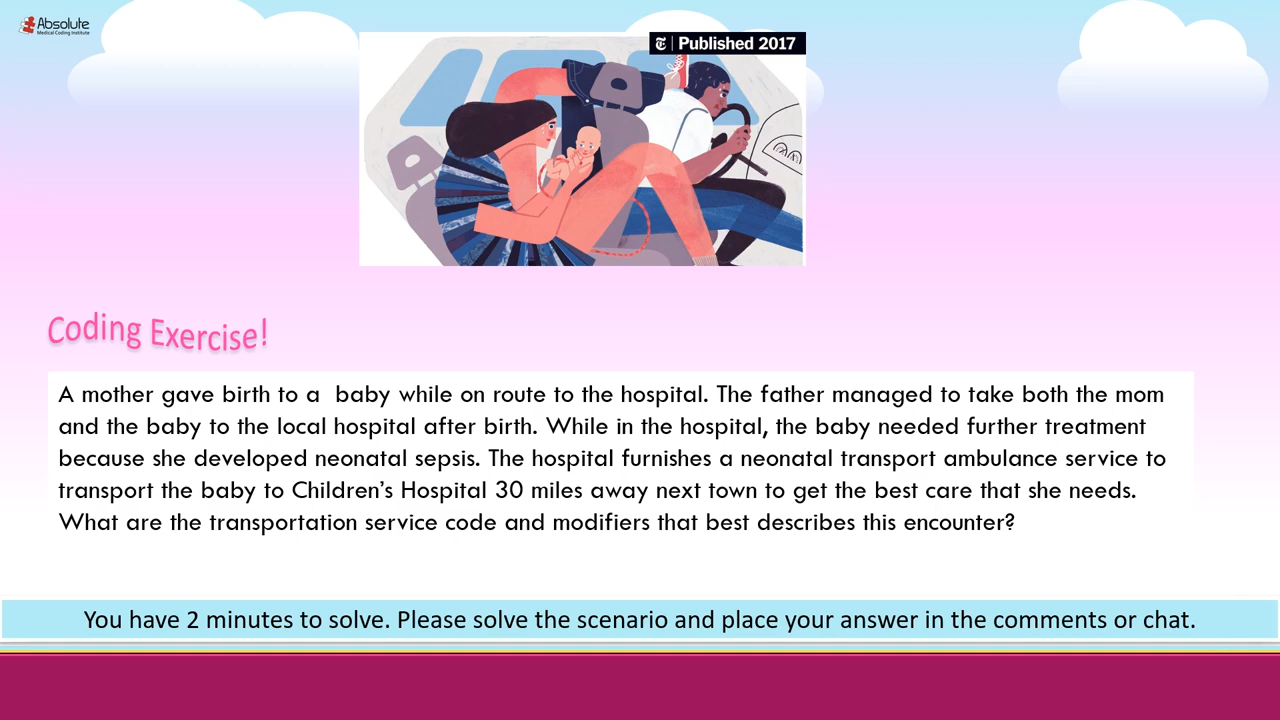 Absolute
Medical Coding Institute
T | Published 2017
Coding Exercise!
A mother gave birth to a  baby while on route to the hospital. The father managed to take both the mom
and the baby to the local hospital after birth. While in the hospital, the baby needed further treatment
because she developed neonatal sepsis. The hospital furnishes a neonatal transport ambulance service to
transport the baby to Children’s Hospital 30 miles away next town to get the best care that she needs.
What are the transportation service code and modifiers that best describes this encounter?
You have 2 minutes to solve. Please solve the scenario and place your answer in the comments or chat.